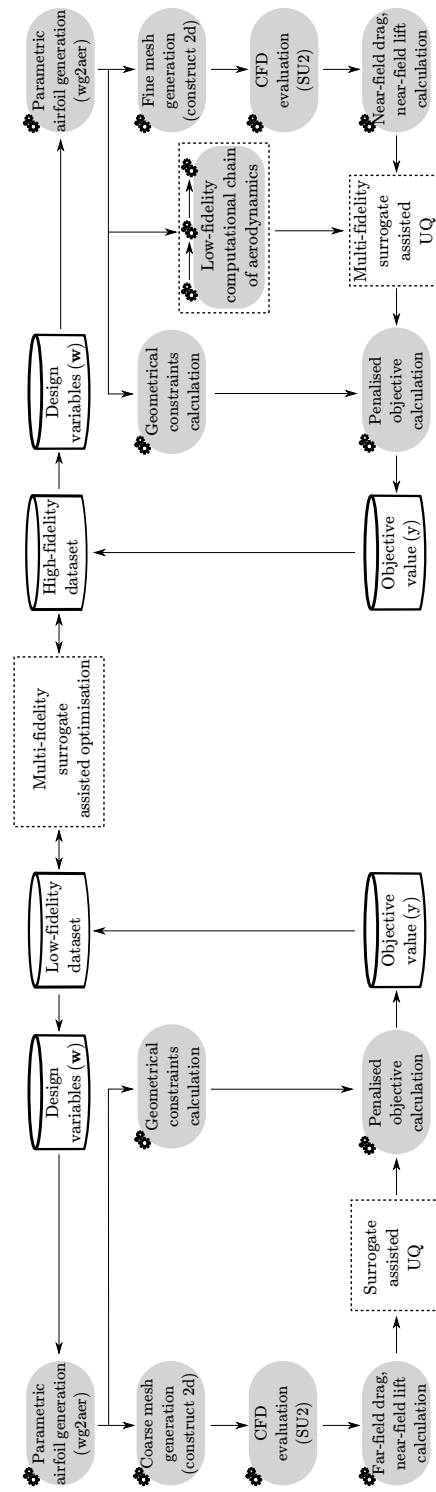 Parametric
airfoil generation
(wg2aer)
Design
variables (w)
Low-fidelity
dataset
Multi-fidelity
surrogate
assisted optimisation
High-fidelity
dataset
Design
variables (w)
Parametric
airfoil generation
(wg2aer)
Coarse mesh
generation
(construct 2d)
Geometrical
constraints
calculation
Geometrical
constraints
calculation
Low-fidelity
computational chain
of aerodynamics
Fine mesh
generation
(construct 2d)
CFD
evaluation
(SU2)
CFD
evaluation
(SU2)
Far-field drag,
near-field lift
calculation
Surrogate
assisted
UQ
Penalised
objective
calculation
Objective
value (y)
Objective
value (y)
Penalised
objective
calculation
Multi-fidelity
surrogate
assisted
UQ
Near-field drag,
near-field lift
calculation